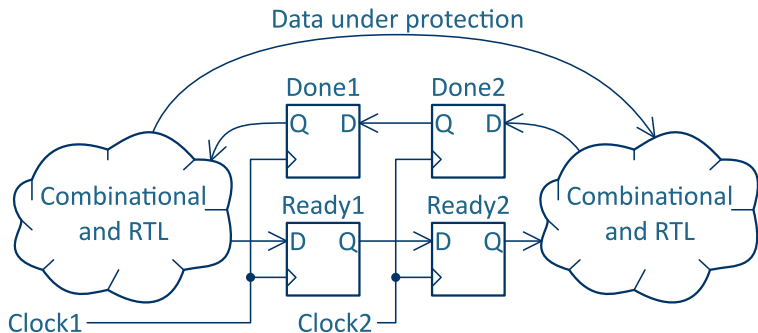 Data under protection
Done1
Done2
Q
D
Q
D
Combinational
and RTL
Combinational
and RTL
Ready1
Ready2
D
Q
D
Q
Clock1
Clock2